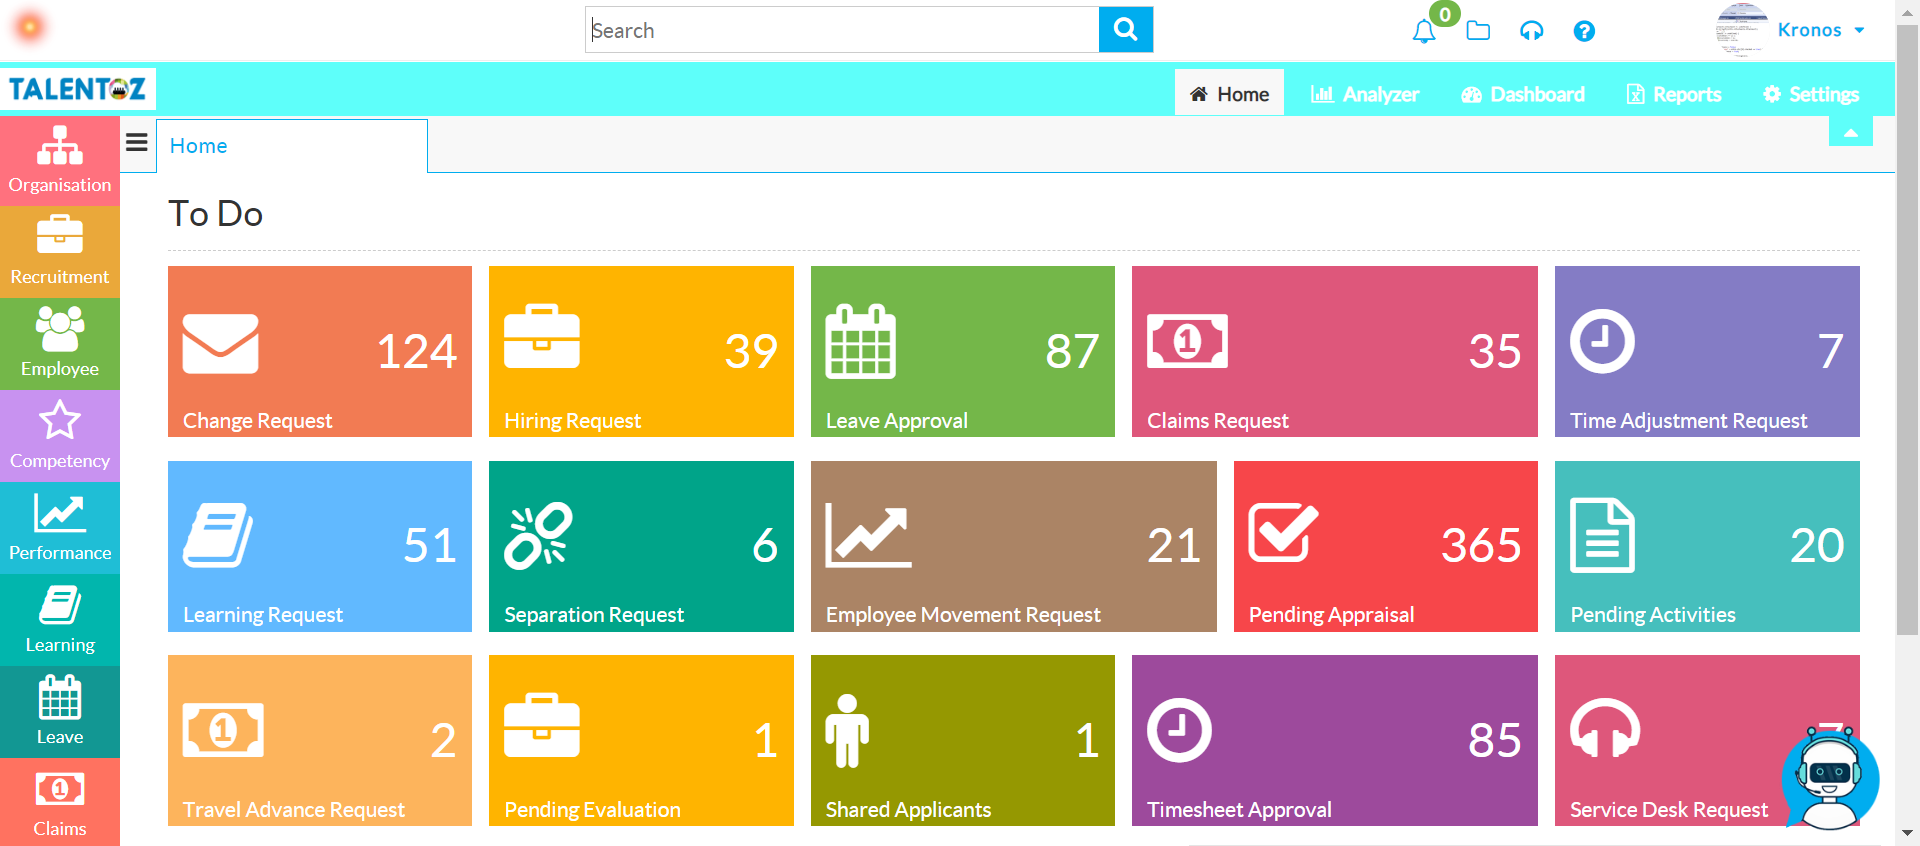 Search
0
Kronos
TALENTOZ
Home
Analyzer
Dashboard
Reports
Settings
Home
Organisation
Recruitment
Employee
Competency
Performance
Learning
Leave
Claims
To Do
124
Change Request
39
Hiring Request
87
Leave Approval
35
Claims Request
7
Time Adjustment Request
51
Learning Request
6
Separation Request
21
Employee Movement Request
365
Pending Appraisal
20
Pending Activities
2
Travel Advance Request
1
Pending Evaluation
1
Shared Applicants
85
Timesheet Approval
Service Desk Request